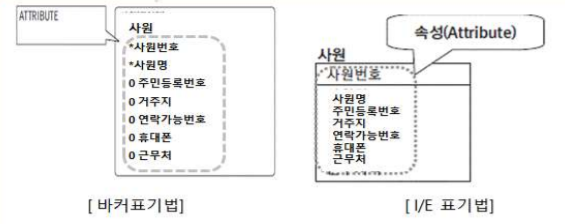 ATTRIBUTE
사원
*사원번호
*사원명
0 주민등록번호
0 거주지
0 연락가능번호
0 휴대폰
0 근무처
[ 바커표기법]
속성(Attribute)
사원
사원번호
사원명
주민등록번호
거주지
연락가능번호
휴대폰
근무처
[ I/E 표기법]